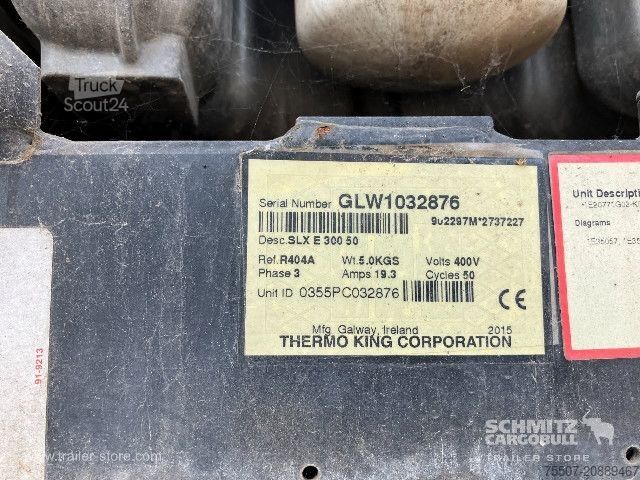 Truck
Scout24
Serial Number GLW1032876
902297M*2737227
Desc. SLX E 300 50
Ref. R404A Wt. 5.0KGS Volts 400V
Phase 3 Amps 19.3 Cycles 50
Unit ID 0355PC032876
CE
Mfg Galway, Ireland 2015
THERMO KING CORPORATION
Unit Descripti
Diagrams
91-9213
SCHMITZ
CARGOBULL
TRAILER STORE
www.trailer-store.com
75507-20889467